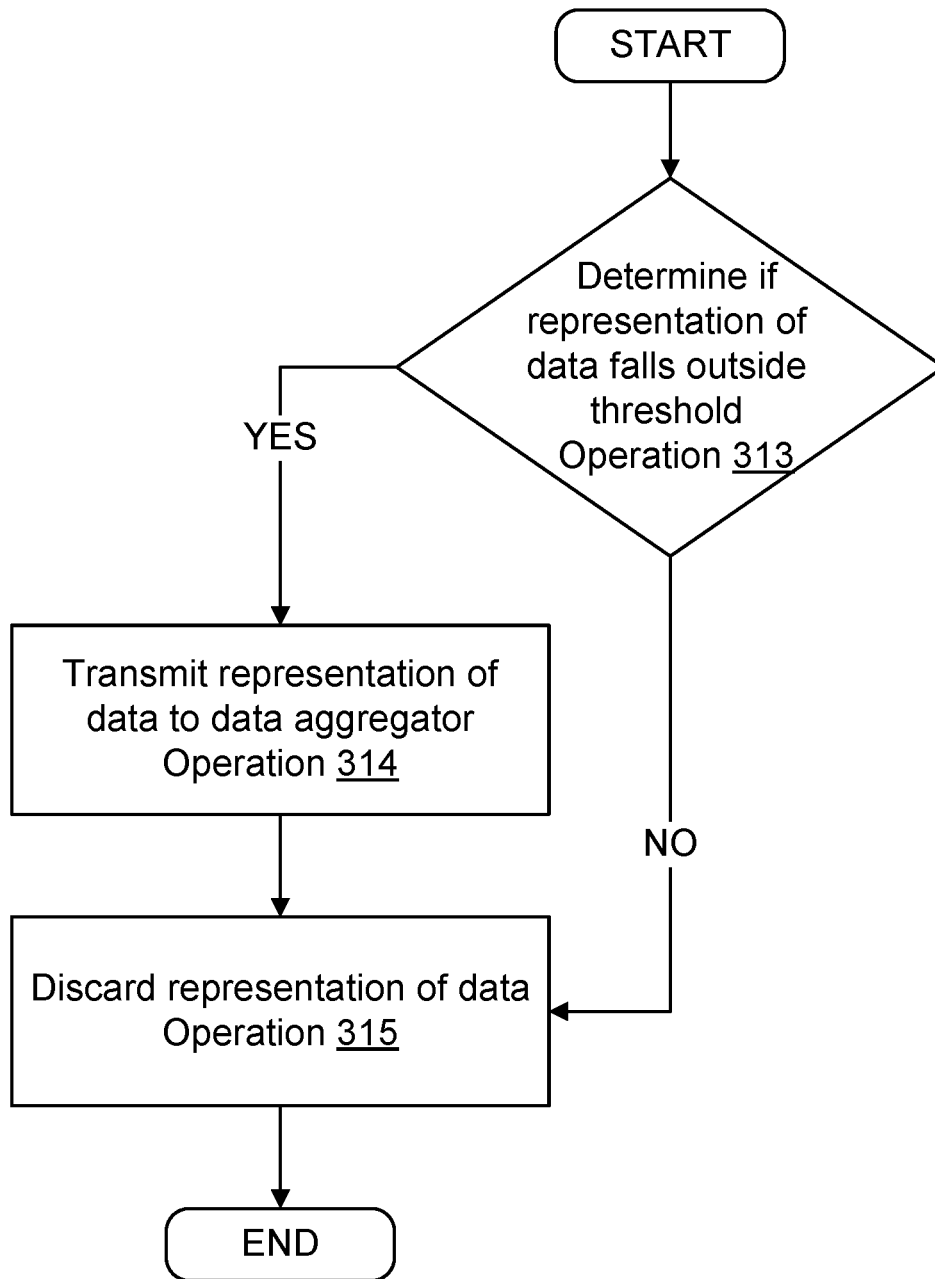 START
Determine if
representation of
data falls outside
threshold
Operation 313
YES
Transmit representation of
data to data aggregator
Operation 314
NO
Discard representation of data
Operation 315
END